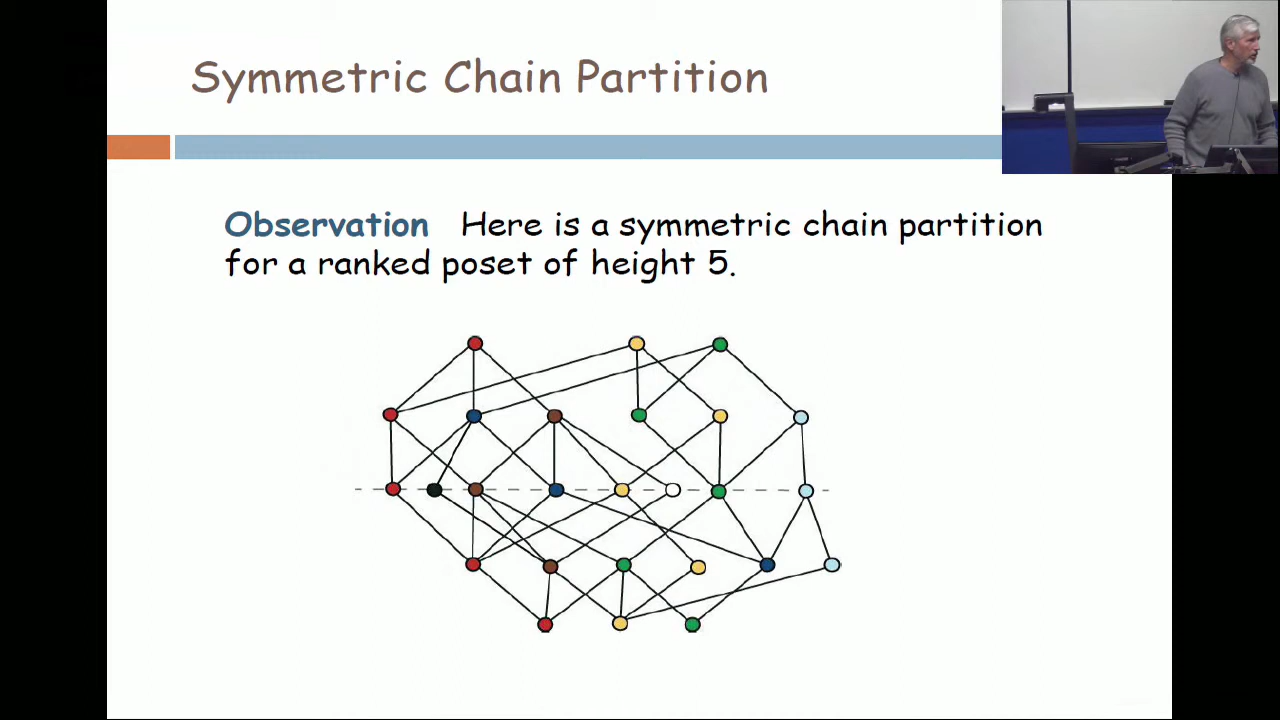 Symmetric Chain Partition
Observation Here is a symmetric chain partition
for a ranked poset of height 5.